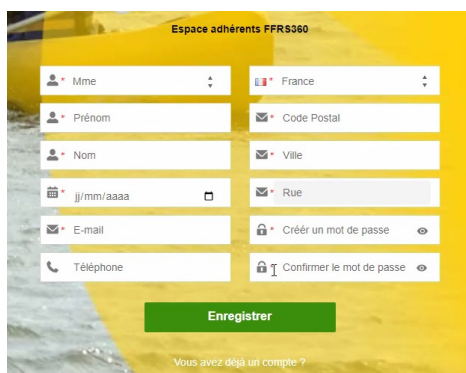 Espace adhérents FFRS360
* Mme
* France
* Prénom
* Code Postal
* Nom
* Ville
* jj/mm/aaaa
* Rue
* E-mail
* Créér un mot de passe
Téléphone
Confirmer le mot de passe
Enregistrer
Vous avez déjà un compte ?